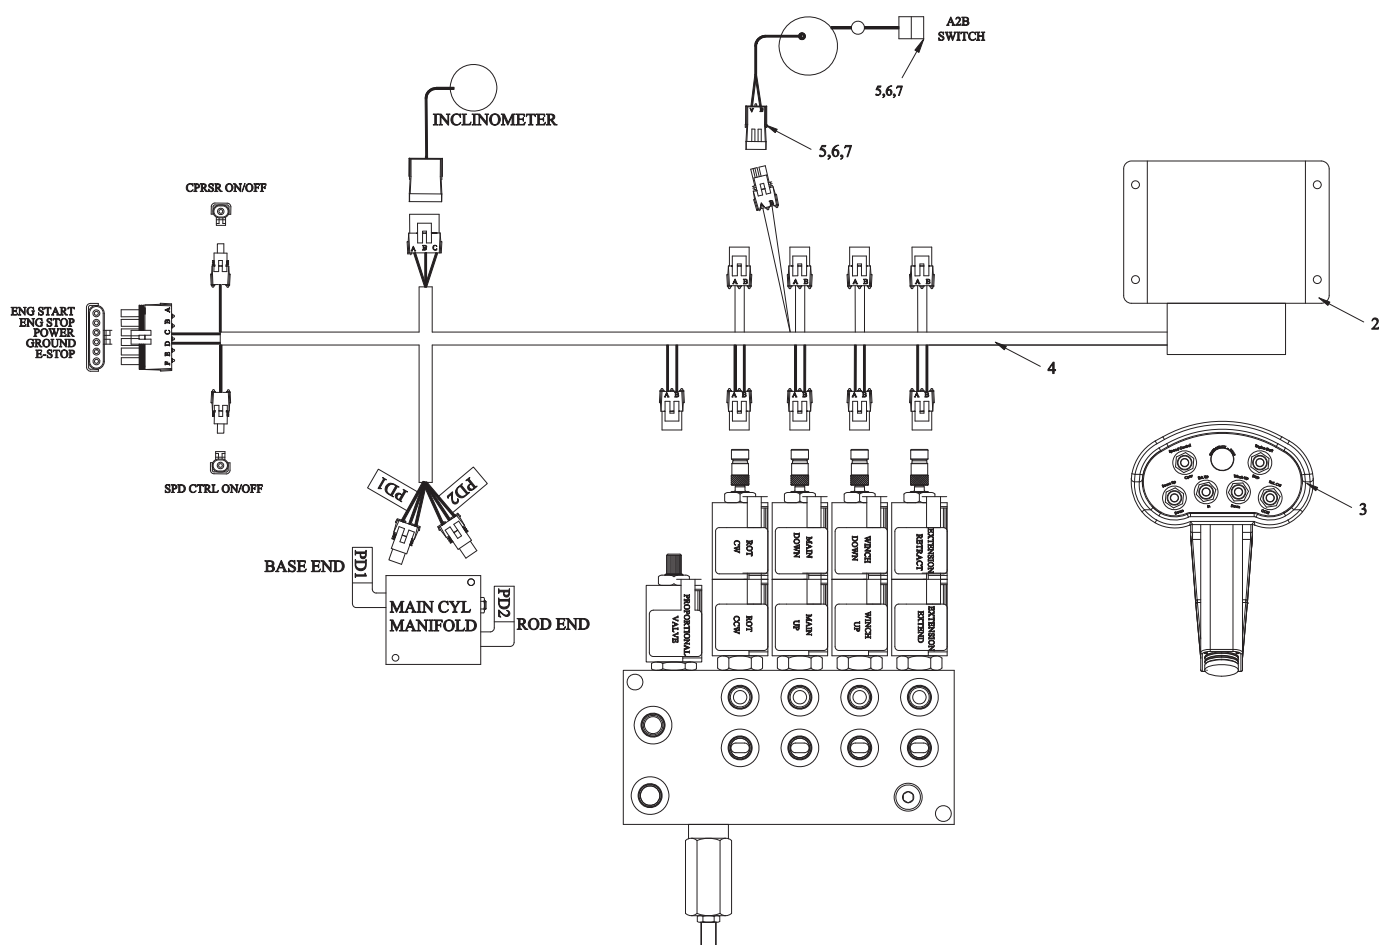 A2B
SWITCH
5,6,7
INCLINOMETER
V B
5,6,7
CPRSR ON/OFF
A B
A B C
A B
A B
A B
A B
ENG START
ENG STOP
POWER
GROUND
E-STOP
A
B
C
D
E
F
2
4
A B
A B
A B
A B
A B
3
SPD CTRL ON/OFF
PD1
PD2
BASE END
PD1
MAIN CYL
MANIFOLD
PD2
ROD END
ROT
CW
MAIN
DOWN
WINCH
DOWN
EXTENSION
RETRACT
PROPORTIONAL
VALVE
ROT
CCW
MAIN
UP
WINCH
UP
EXTENSION
EXTEND